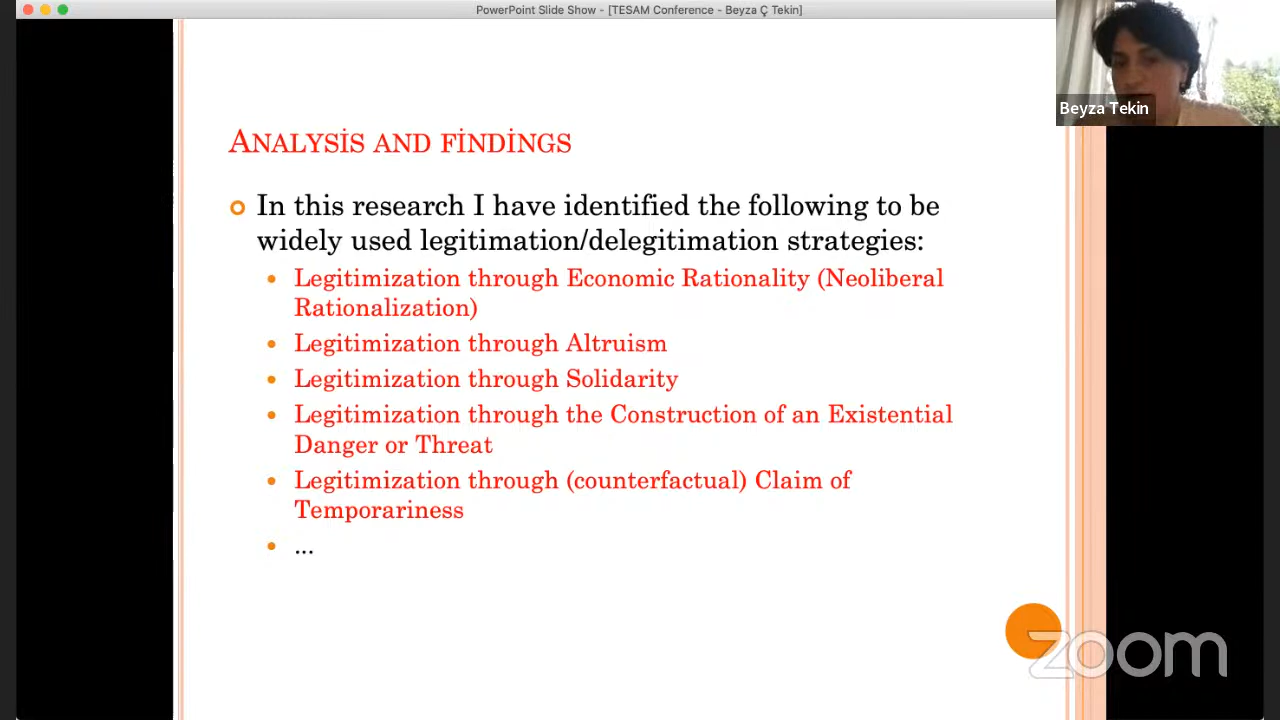 PowerPoint Slide Show - [TESAM Conference - Beyza Ç Tekin]
Beyza Tekin
ANALYSİS AND FİNDİNGS
In this research I have identified the following to be
widely used legitimation/delegitimation strategies:
Legitimization through Economic Rationality (Neoliberal
Rationalization)
Legitimization through Altruism
Legitimization through Solidarity
Legitimization through the Construction of an Existential
Danger or Threat
Legitimization through (counterfactual) Claim of
Temporariness
...
zoom